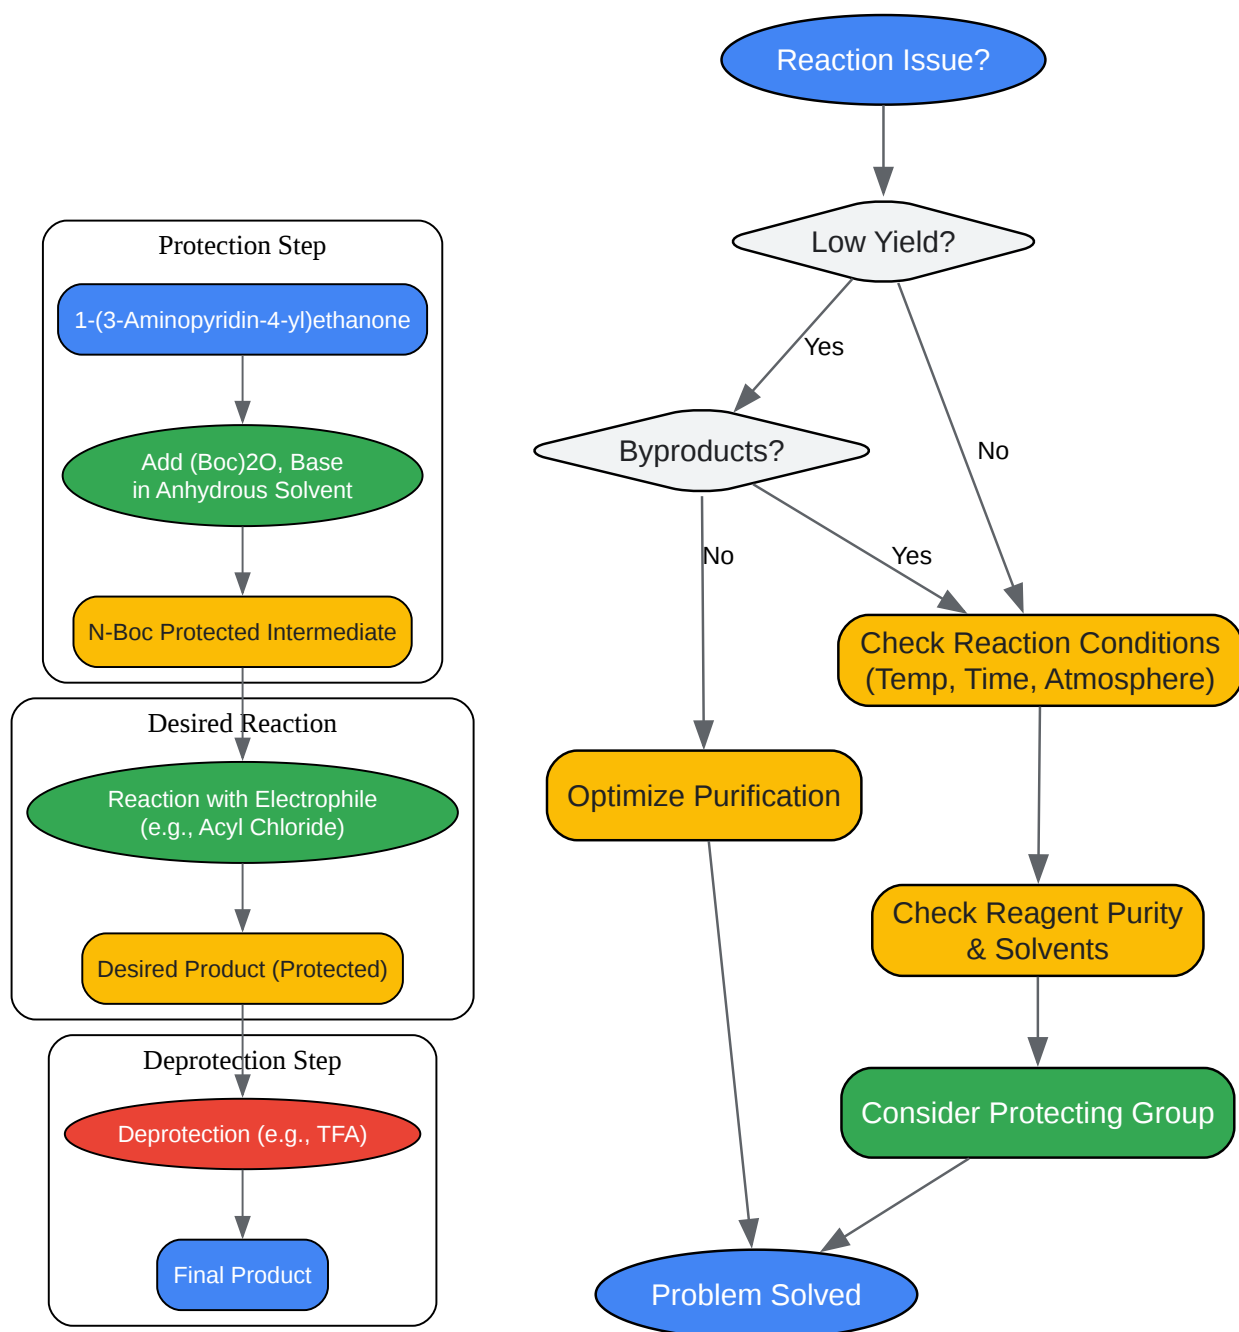 Protection Step
1-(3-Aminopyridin-4-yl)ethanone
Add (Boc)2O, Base
in Anhydrous Solvent
N-Boc Protected Intermediate
Desired Reaction
Reaction with Electrophile
(e.g., Acyl Chloride)
Desired Product (Protected)
Deprotection Step
Deprotection (e.g., TFA)
Final Product
Reaction Issue?
Low Yield?
Yes
No
Byproducts?
No
Yes
Check Reaction Conditions
(Temp, Time, Atmosphere)
Optimize Purification
Check Reagent Purity
& Solvents
Consider Protecting Group
Problem Solved